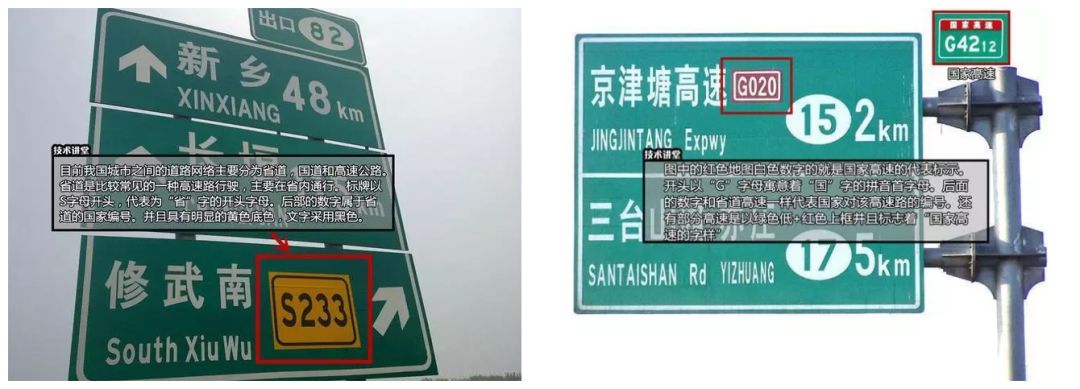 出口 82
新乡 48 km
XINXIANG
技术讲堂
目前我国城市之间的道路网络主要分为省道，国道和高速公路。
省道是比较常见的一种高速路行驶，主要在省内通行。标牌以
S字母开头，代表为“省”字的开头字母。后部的数字属于省
道的国家编号。并且具有明显的黄色底色，文字采用黑色。
修武南
South Xiu Wu
S233
国家高速
G4212
国家高速
京津塘高速 G020
JINGJINTANG Expwy
15 2km
技术讲堂
图中的红色地图白色数字的就是国家高速的代表标示。
开头以“G”字母寓意着“国”字的拼音首字母。后面
的数字和省道高速一样代表国家对该高速路的编号。还
有部分高速是以绿色面+红色上框并且标志着“国家高
速的字样”
三台
SANTAISHAN Rd YIZHUANG
17 5km